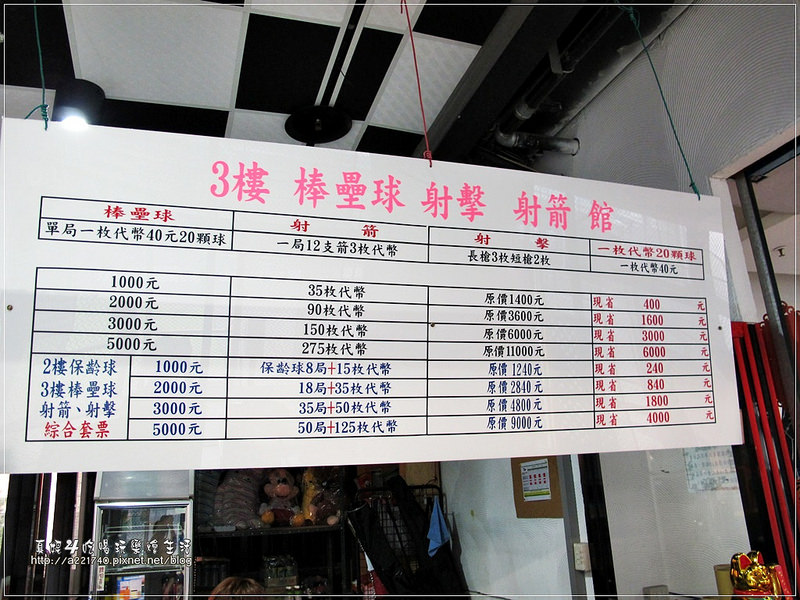 3樓 棒壘球 射擊 射箭 館
棒壘球 射箭 射擊 一枚代幣20顆球
單局一枚代幣40元20顆球 一局12支箭3枚代幣 長槍3枚短槍2枚 一枚代幣40元
1000元 35枚代幣 原價1400元 現省 400 元
2000元 90枚代幣 原價3600元 現省 1600 元
3000元 150枚代幣 原價6000元 現省 3000 元
5000元 275枚代幣 原價11000元 現省 6000 元
2樓保齡球 1000元 保齡球8局+15枚代幣 原價1240元 現省 240 元
3樓棒壘球 2000元 18局+35枚代幣 原價2840元 現省 840 元
射箭、射擊 3000元 35局+50枚代幣 原價4800元 現省 1800 元
綜合套票 5000元 50局+125枚代幣 原價9000元 現省 4000 元
http://a221740.pixnet.net/blog